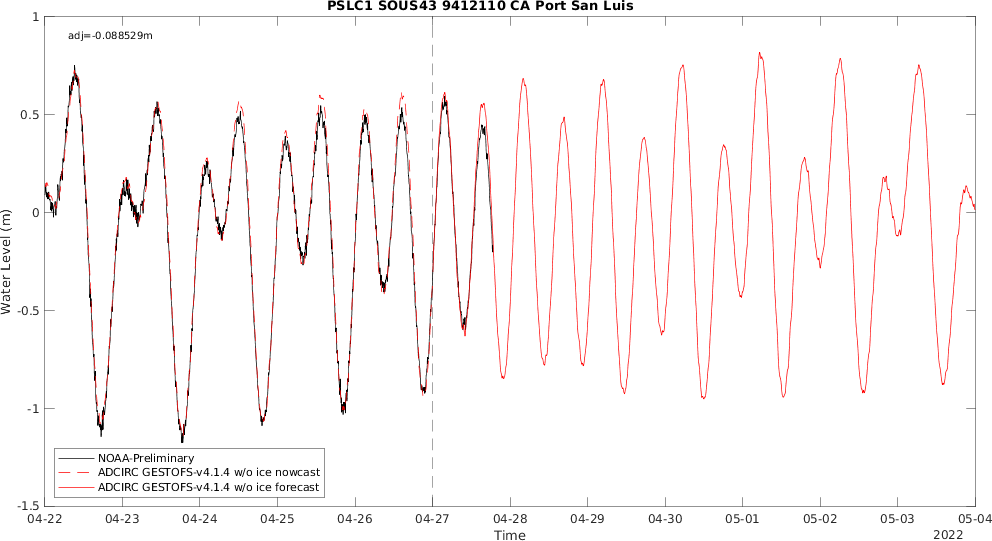 PSLC1 SOUS43 9412110 CA Port San Luis
adj=-0.088529m
1
0.5
0
-0.5
-1
-1.5
Water Level (m)
NOAA-Preliminary
ADCIRC GESTOFS-v4.1.4 w/o ice nowcast
ADCIRC GESTOFS-v4.1.4 w/o ice forecast
04-22 04-23 04-24 04-25 04-26 04-27 04-28 04-29 04-30 05-01 05-02 05-03 05-04
Time
2022